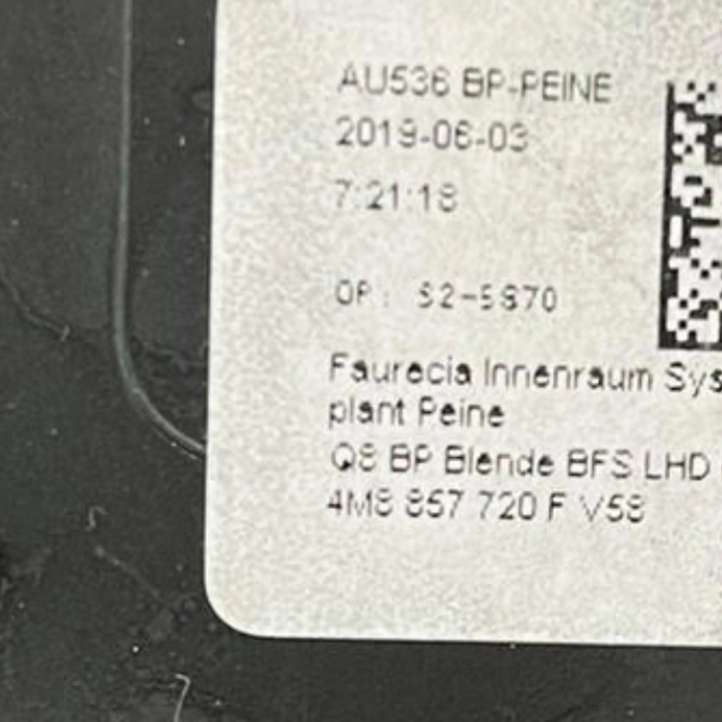 AU536 BP-PEINE
2019-06-03
7:21:18
OP: S2-5870
Faurecia Innenraum Sys
plant Peine
Q8 BP Blende BFS LHD
4M8 857 720 F V58